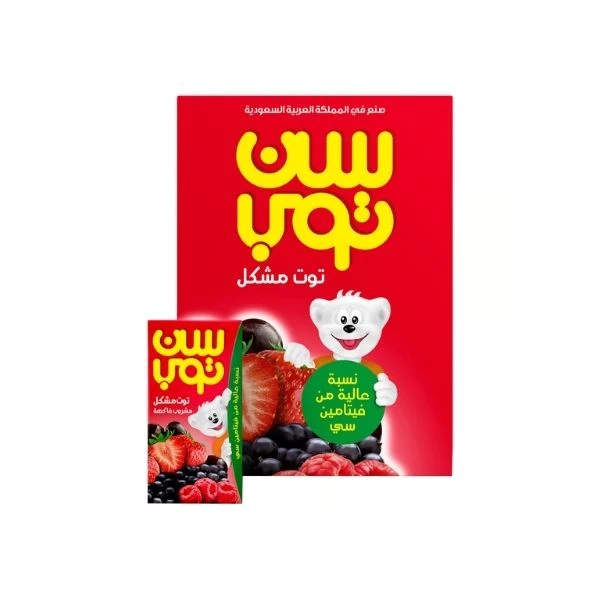 صنع في المملكة العربية السعودية
سن
توب
توت مشكل
نسبة
عالية من
فيتامين
سي
سن
توب
توت مشكل
مشروب فاكهة
نسبة عالية من فيتامين سي